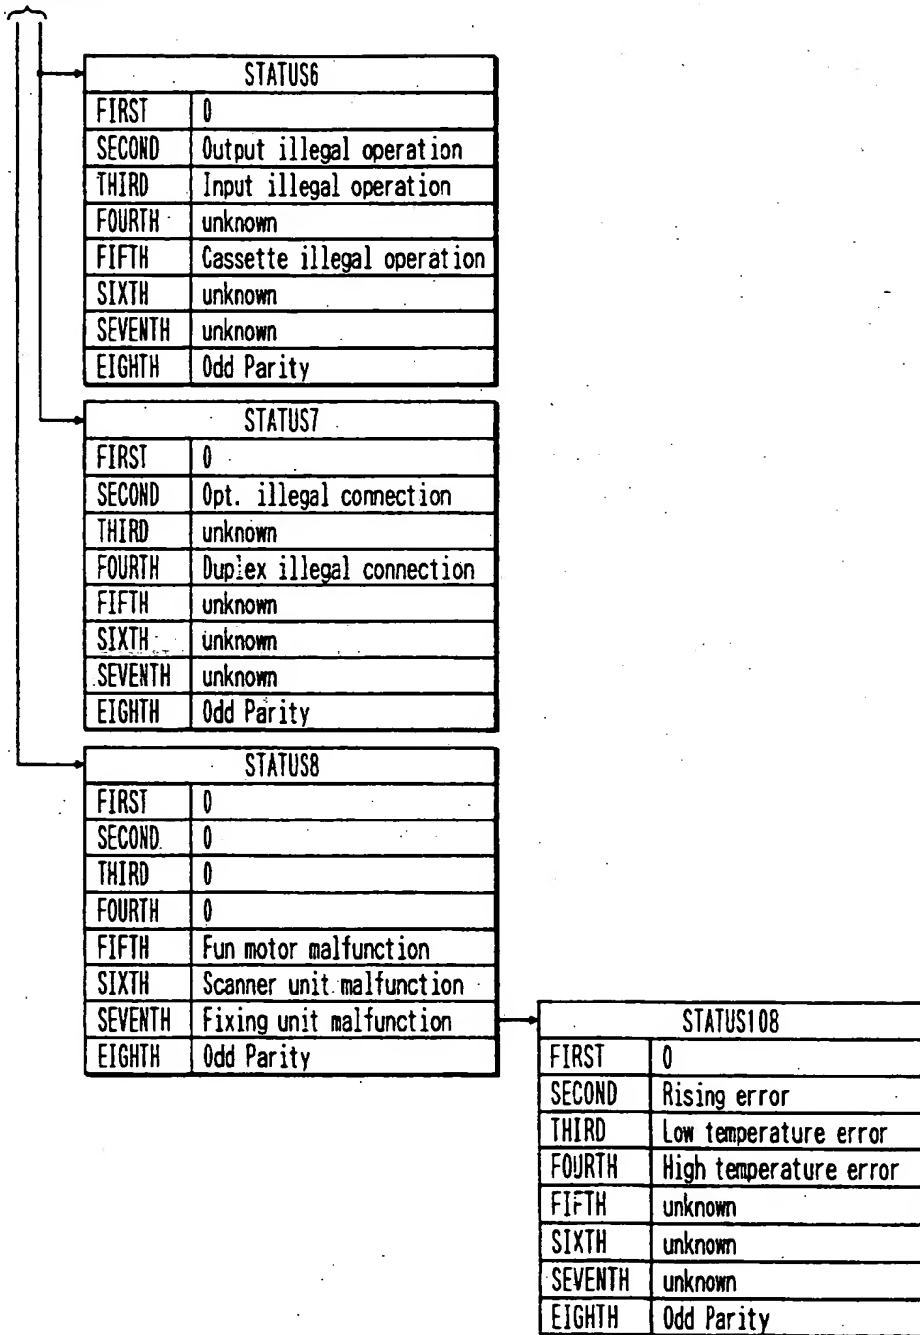 STATUS6
FIRST 0
SECOND Output illegal operation
THIRD Input illegal operation
FOURTH unknown
FIFTH Cassette illegal operation
SIXTH unknown
SEVENTH unknown
EIGHTH Odd Parity
STATUS7
FIRST 0
SECOND Opt. illegal connection
THIRD unknown
FOURTH Duplex illegal connection
FIFTH unknown
SIXTH unknown
SEVENTH unknown
EIGHTH Odd Parity
STATUS8
FIRST 0
SECOND 0
THIRD 0
FOURTH 0
FIFTH Fun motor malfunction
SIXTH Scanner unit malfunction
SEVENTH Fixing unit malfunction
EIGHTH Odd Parity
STATUS108
FIRST 0
SECOND Rising error
THIRD Low temperature error
FOURTH High temperature error
FIFTH unknown
SIXTH unknown
SEVENTH unknown
EIGHTH Odd Parity